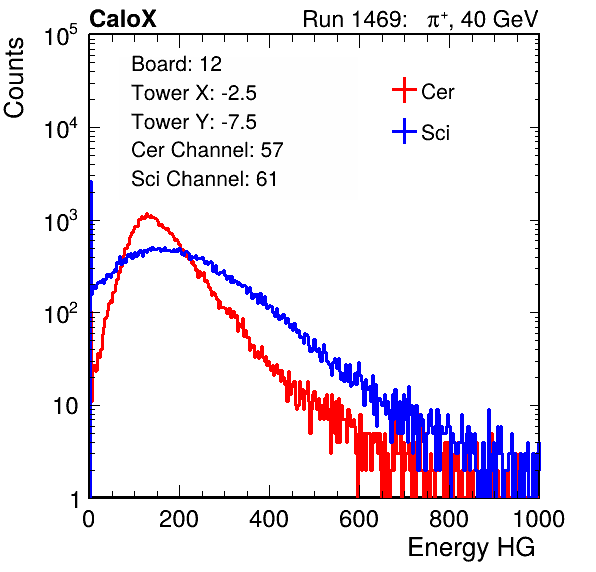 CaloX Run 1469: π⁺, 40 GeV
Counts
Board: 12
Tower X: -2.5
Tower Y: -7.5
Cer Channel: 57
Sci Channel: 61
Cer
Sci
10⁵
10⁴
10³
10²
10
1
0 200 400 600 800 1000
Energy HG